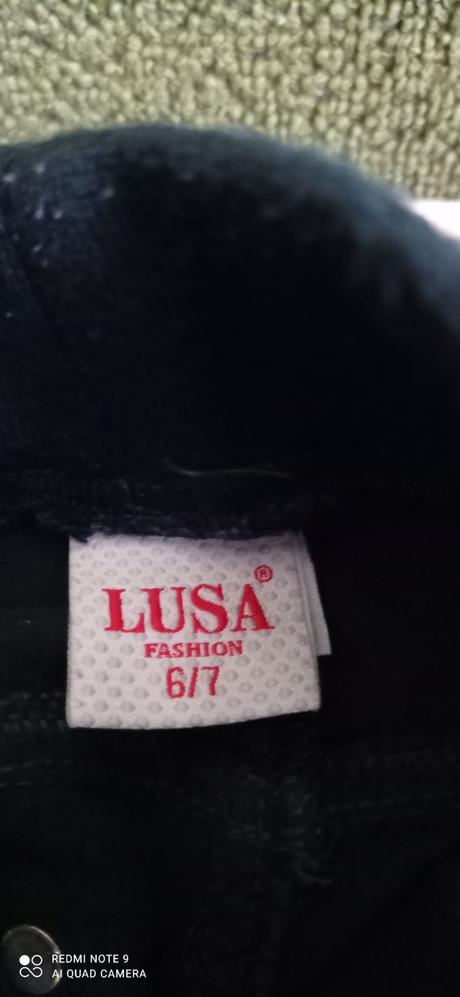 LUSA®
FASHION
6/7
REDMI NOTE 9
AI QUAD CAMERA